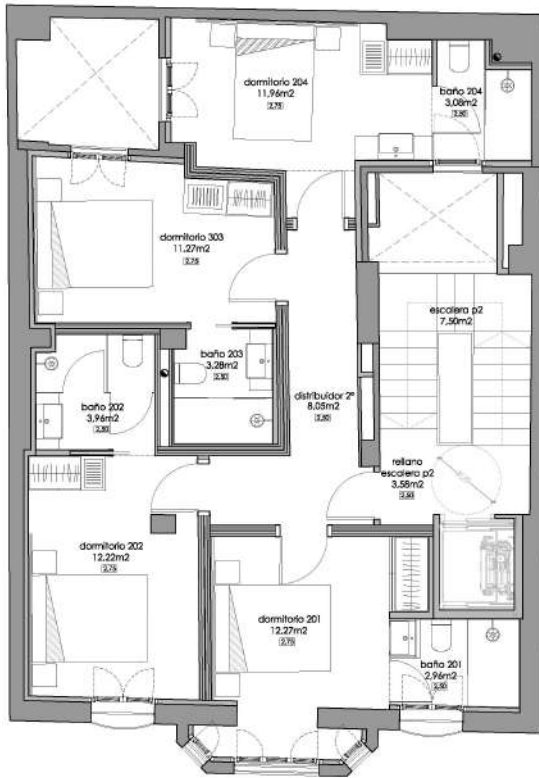 dormitorio 204
11,96m2
2,75
baño 204
3,08m2
2,50
dormitorio 303
11,27m2
2,75
escalera p2
7,50m2
baño 203
3,28m2
2,50
distribuidor 2º
8,05m2
2,50
baño 202
3,96m2
2,50
rellano
escalera p2
3,58m2
2,50
dormitorio 202
12,22m2
2,75
dormitorio 201
12,27m2
2,75
baño 201
2,96m2
2,50